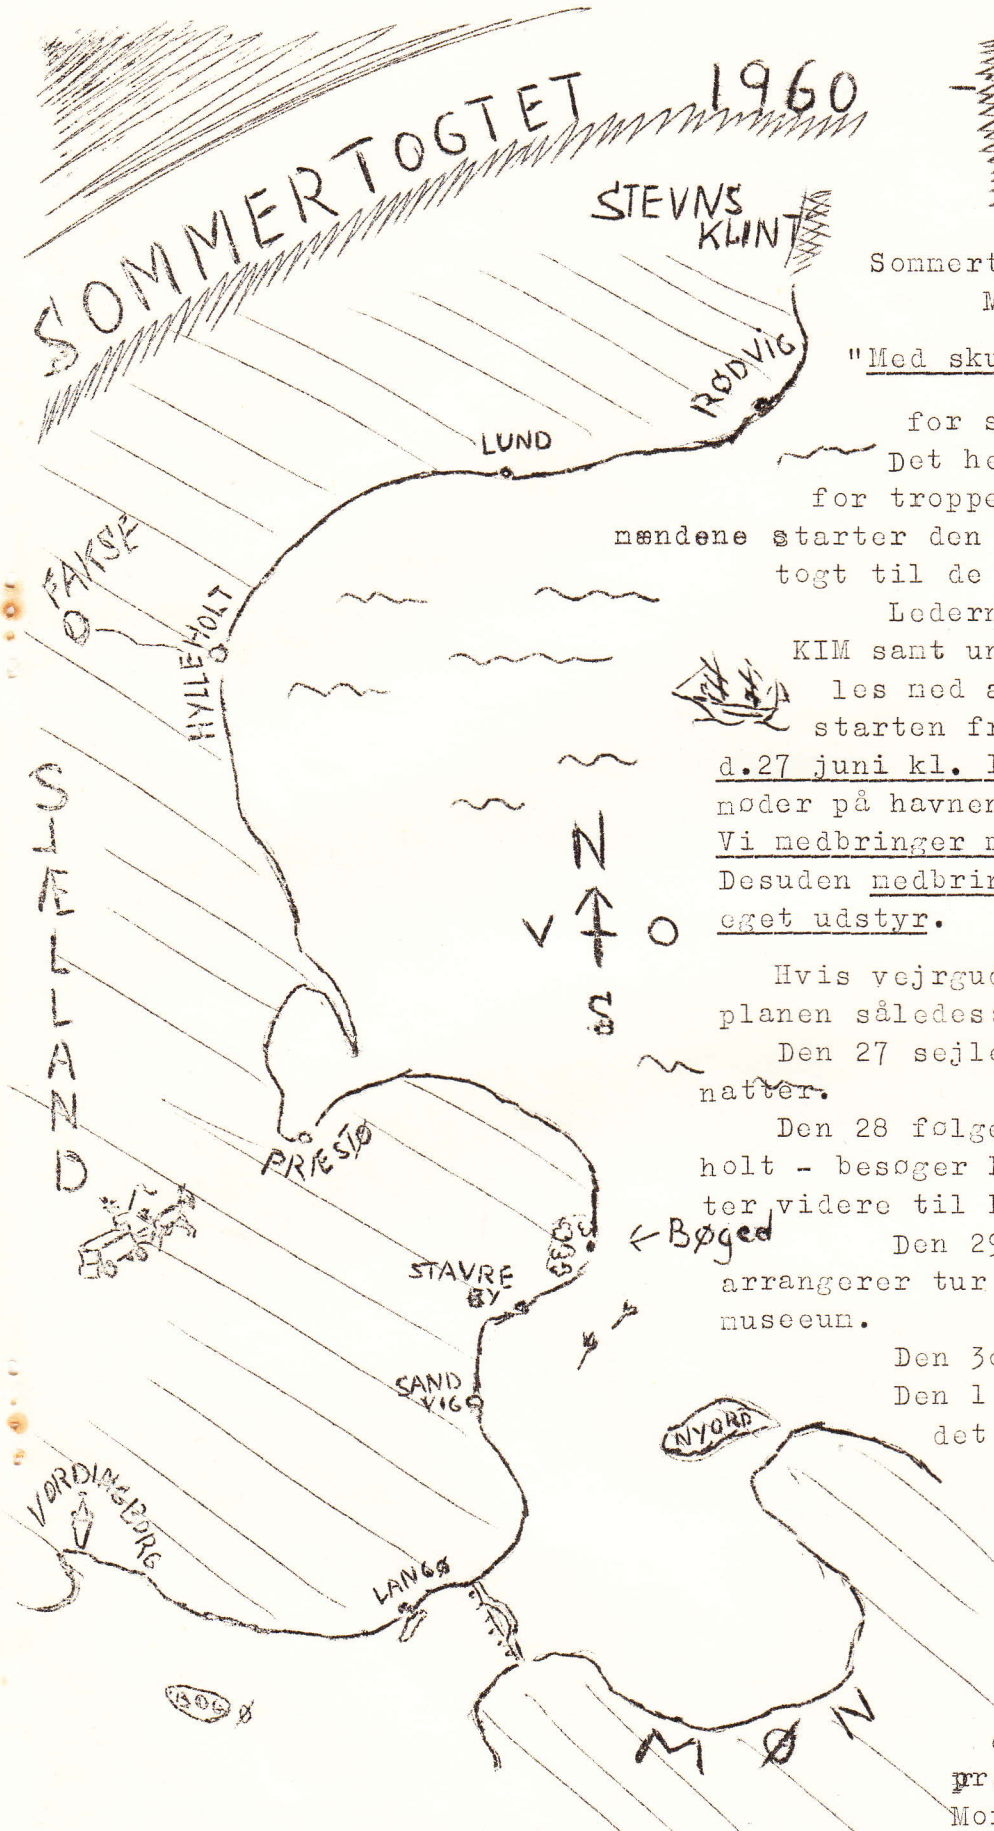 SOMMERTOGTET 1960
STEVNS
KLINT
RØDVIG
LUND
FAKSE
HYLLEHOLT
SJÆLLAND
N
V O
S
PRÆSTØ
← Bøged
STAVRE
BY
SAND
VIG
NYORD
VORDINGBORG
LANGØ
BOGØ
MØN
Sommert
M
"Med sku
for s
Det he
for troppe
mændene starter den
togt til de
Ledern
KIM samt un
les med a
starten fr
d.27 juni kl. 1
møder på havnen
Vi medbringer m
Desuden medbrin
eget udstyr.
Hvis vejrgud
planen således:
Den 27 sejle
natter.
Den 28 følge
holt - besøger
ter videre til
Den 29
arrangerer tur
museeum.
Den 30
Den 1
det
pr
Mon